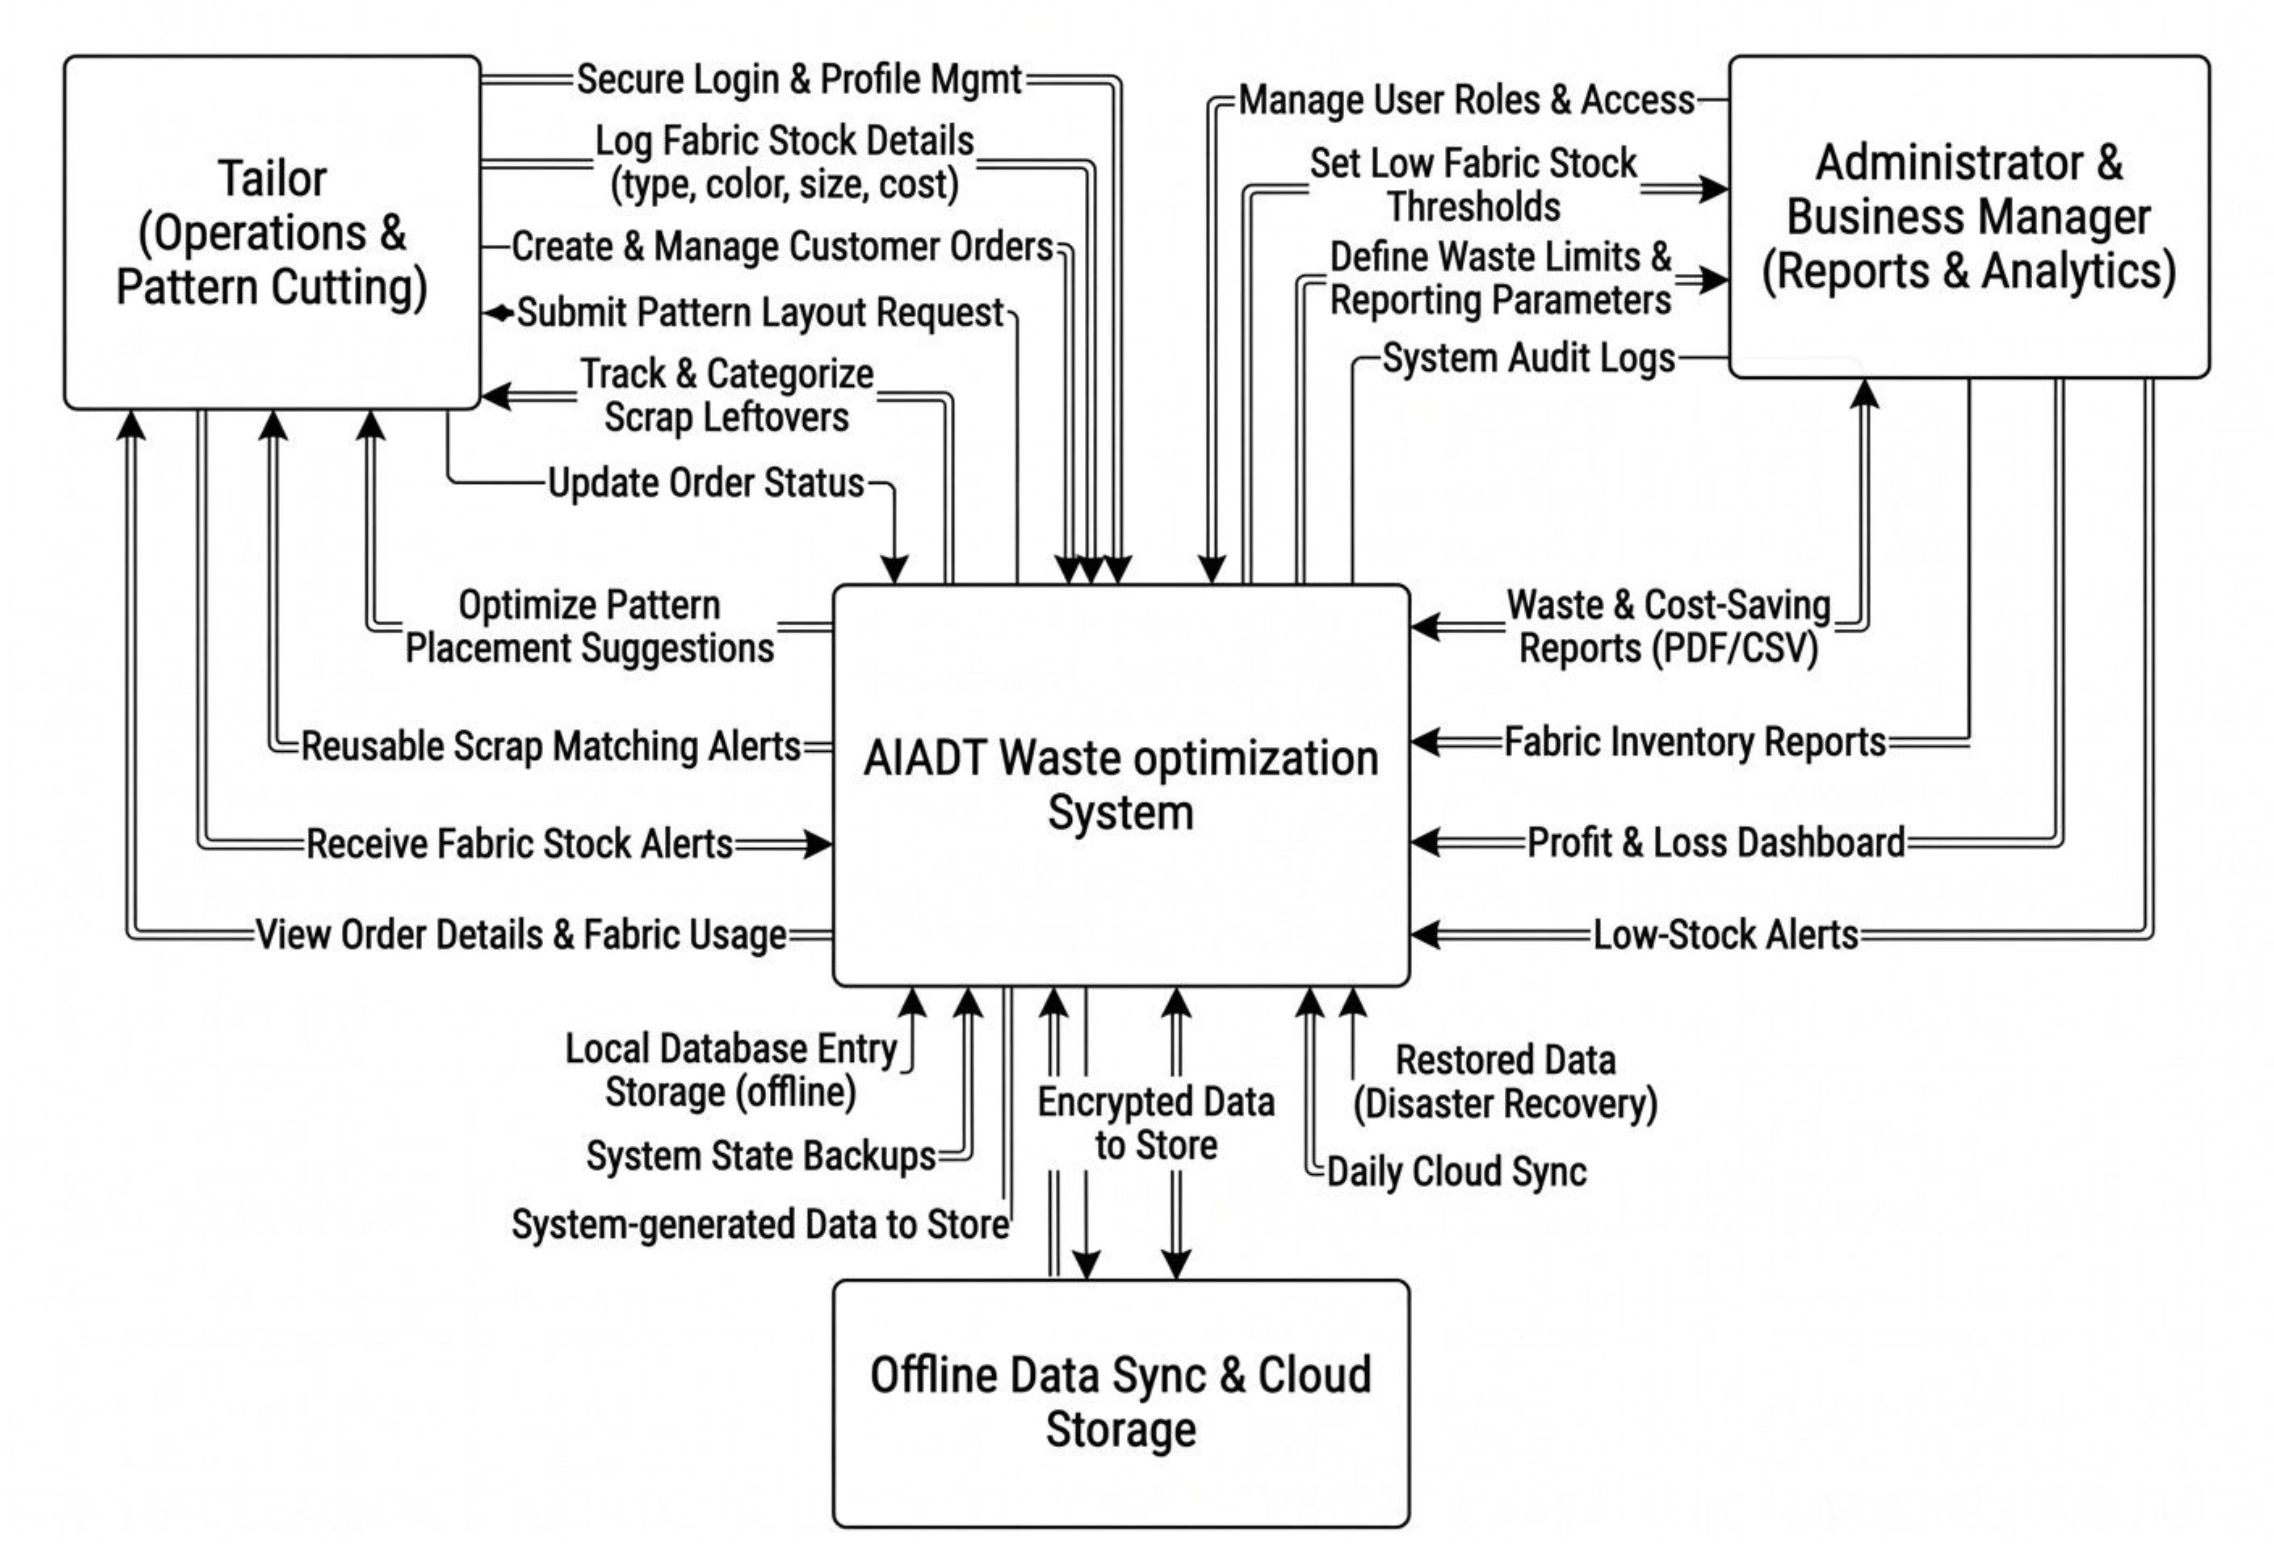 Tailor
(Operations &
Pattern Cutting)
Secure Login & Profile Mgmt
Log Fabric Stock Details
(type, color, size, cost)
Create & Manage Customer Orders
Submit Pattern Layout Request
Track & Categorize
Scrap Leftovers
Update Order Status
Optimize Pattern
Placement Suggestions
Reusable Scrap Matching Alerts
Receive Fabric Stock Alerts
View Order Details & Fabric Usage
Manage User Roles & Access
Set Low Fabric Stock
Thresholds
Define Waste Limits &
Reporting Parameters
System Audit Logs
Administrator &
Business Manager
(Reports & Analytics)
Waste & Cost-Saving
Reports (PDF/CSV)
Fabric Inventory Reports
Profit & Loss Dashboard
Low-Stock Alerts
AIADT Waste optimization
System
Local Database Entry
Storage (offline)
System State Backups
System-generated Data to Store
Encrypted Data
to Store
Restored Data
(Disaster Recovery)
Daily Cloud Sync
Offline Data Sync & Cloud
Storage